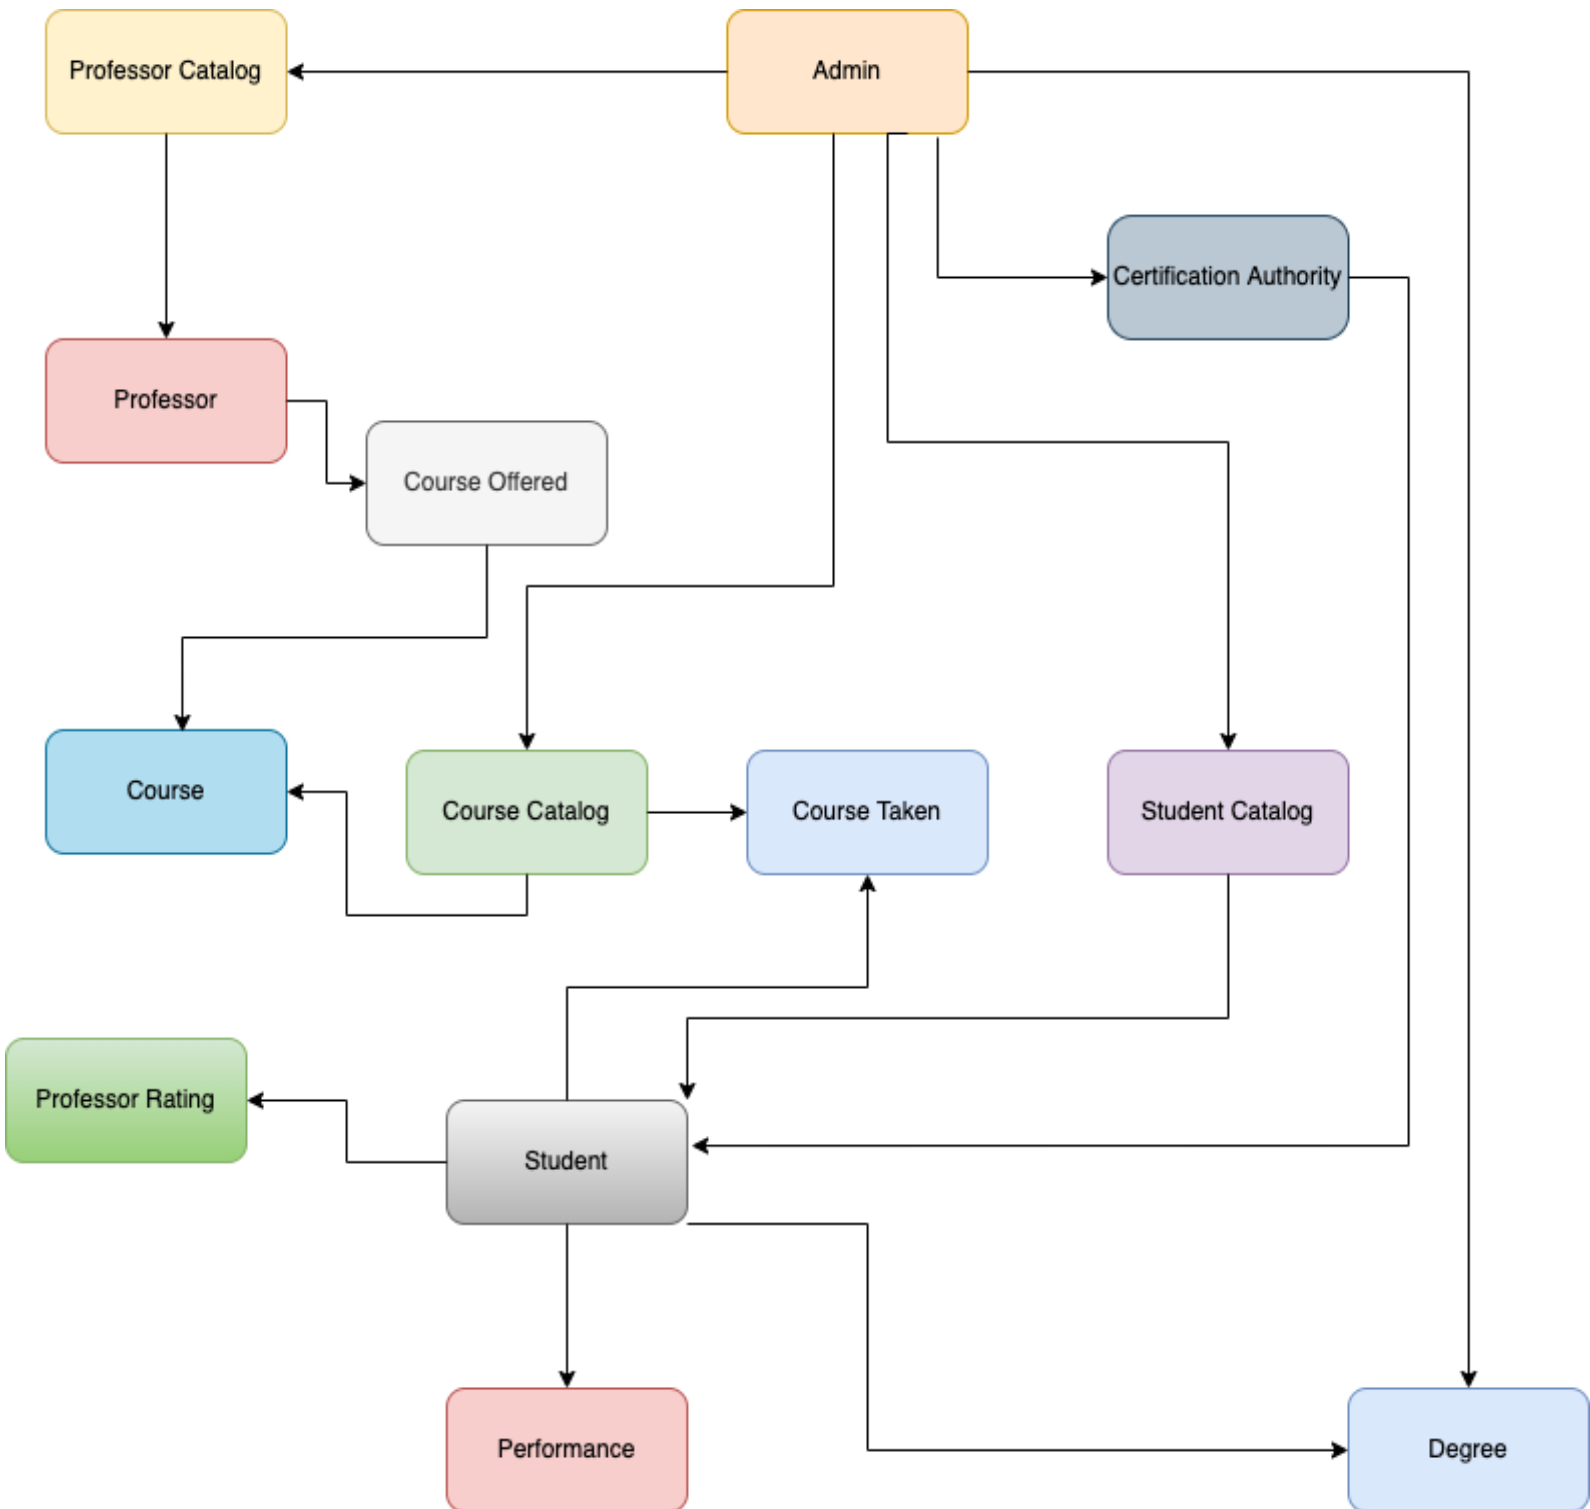 Professor Catalog
Admin
Certification Authority
Professor
Course Offered
Course
Course Catalog
Course Taken
Student Catalog
Professor Rating
Student
Performance
Degree